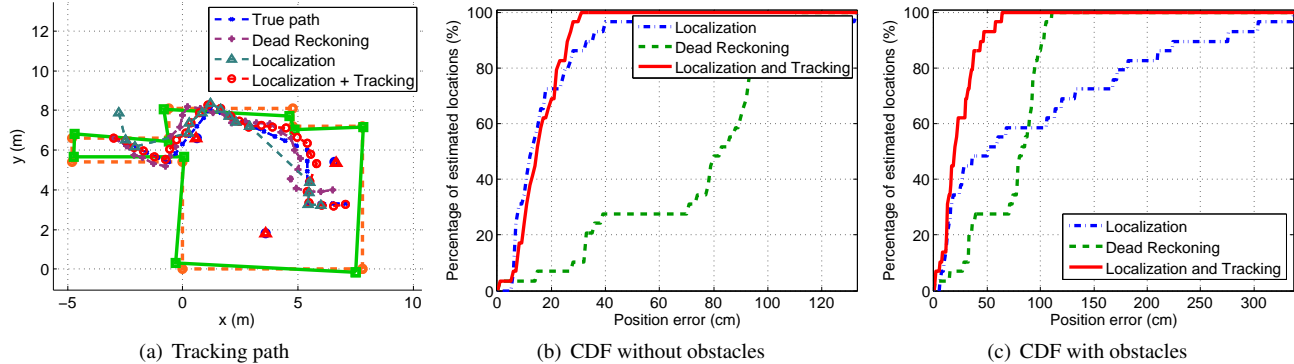 12
10
8
6
4
2
0
y (m)
−5
0
5
10
x (m)
True path
Dead Reckoning
Localization
Localization + Tracking
(a) Tracking path
100
80
60
40
20
0
Percentage of estimated locations (%)
0
20
40
60
80
100
120
Position error (cm)
Localization
Dead Reckoning
Localization and Tracking
(b) CDF without obstacles
100
80
60
40
20
0
Percentage of estimated locations (%)
0
50
100
150
200
250
300
Position error (cm)
Localization
Dead Reckoning
Localization and Tracking
(c) CDF with obstacles